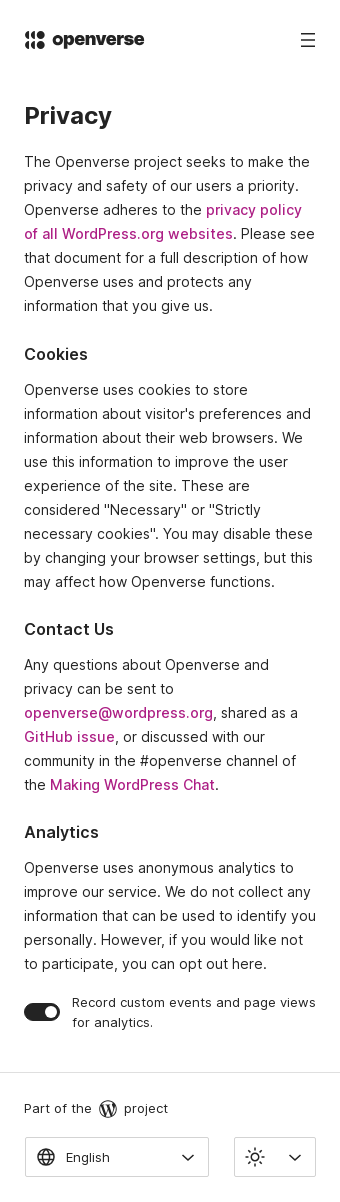 openverse
Privacy
The Openverse project seeks to make the
privacy and safety of our users a priority.
Openverse adheres to the privacy policy
of all WordPress.org websites. Please see
that document for a full description of how
Openverse uses and protects any
information that you give us.
Cookies
Openverse uses cookies to store
information about visitor's preferences and
information about their web browsers. We
use this information to improve the user
experience of the site. These are
considered "Necessary" or "Strictly
necessary cookies". You may disable these
by changing your browser settings, but this
may affect how Openverse functions.
Contact Us
Any questions about Openverse and
privacy can be sent to
openverse@wordpress.org, shared as a
GitHub issue, or discussed with our
community in the #openverse channel of
the Making WordPress Chat.
Analytics
Openverse uses anonymous analytics to
improve our service. We do not collect any
information that can be used to identify you
personally. However, if you would like not
to participate, you can opt out here.
Record custom events and page views
for analytics.
Part of the project
English